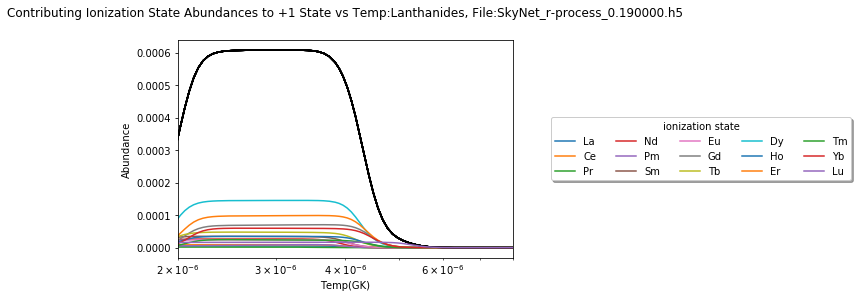 Contributing Ionization State Abundances to +1 State vs Temp:Lanthanides, File:SkyNet_r-process_0.190000.h5
0.0006
0.0005
0.0004
0.0003
0.0002
0.0001
0.0000
Abundance
2 × 10⁻⁶ 3 × 10⁻⁶ 4 × 10⁻⁶ 6 × 10⁻⁶
Temp(GK)
ionization state
La Nd Eu Dy Tm
Ce Pm Gd Ho Yb
Pr Sm Tb Er Lu